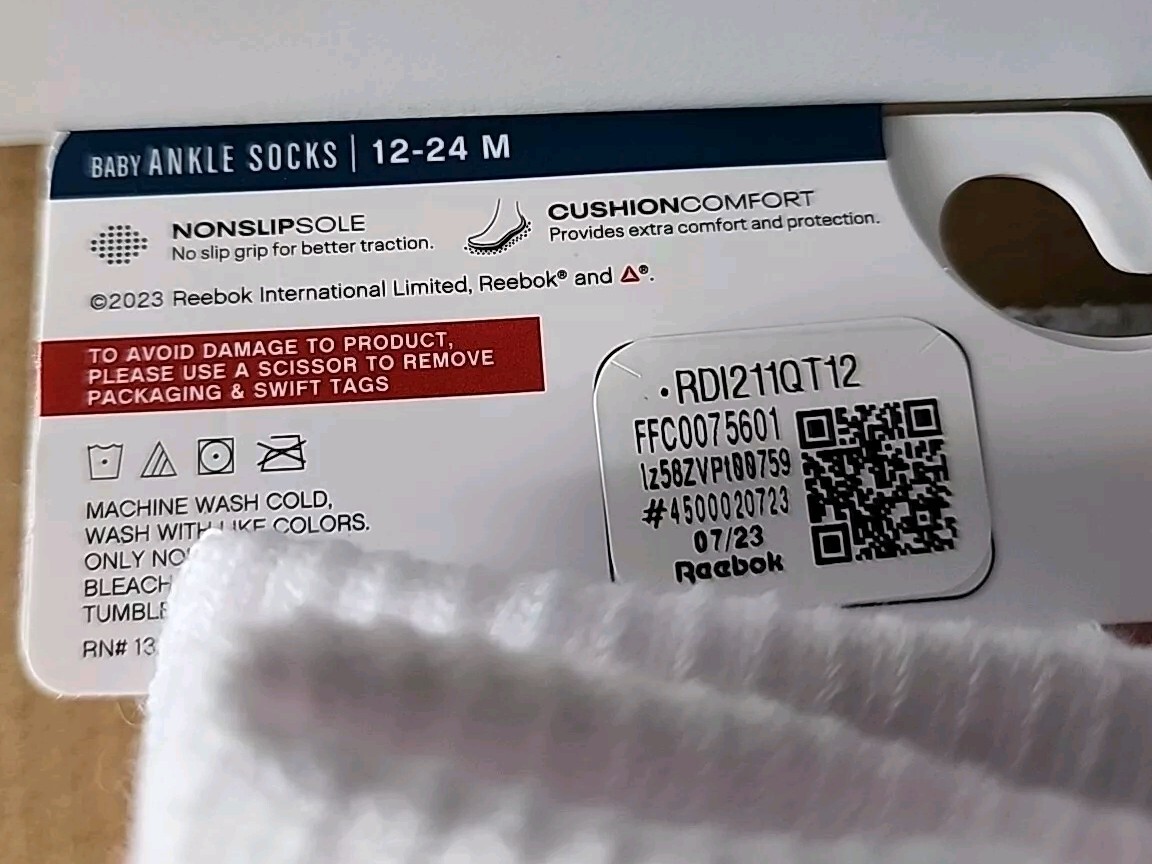 BABY ANKLE SOCKS | 12-24 M
NONSLIPSOLE
No slip grip for better traction.
CUSHIONCOMFORT
Provides extra comfort and protection.
©2023 Reebok International Limited, Reebok® and ®.
TO AVOID DAMAGE TO PRODUCT,
PLEASE USE A SCISSOR TO REMOVE
PACKAGING & SWIFT TAGS
MACHINE WASH COLD,
WASH WITH LIKE COLORS.
ONLY
BLEACH
TUMBLE
RN# 13
RDI211QT12
FFC0075601
#4500020723
07/23
Reebok